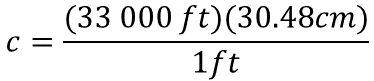 c = (33 000 ft)(30.48cm)
1ft